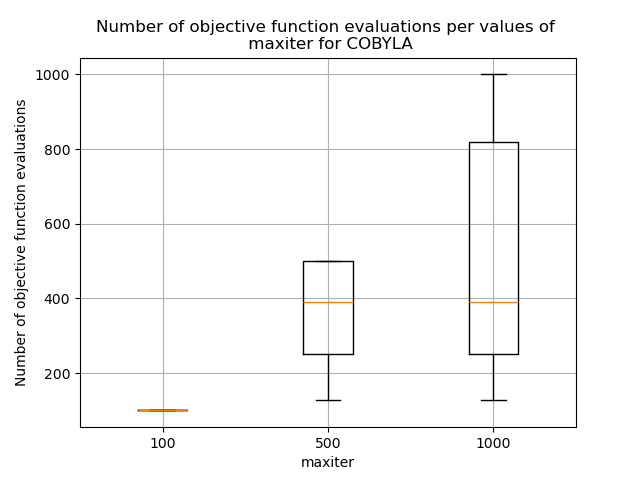 Number of objective function evaluations per values of
maxiter for COBYLA
Number of objective function evaluations
1000
800
600
400
200
100
500
1000
maxiter